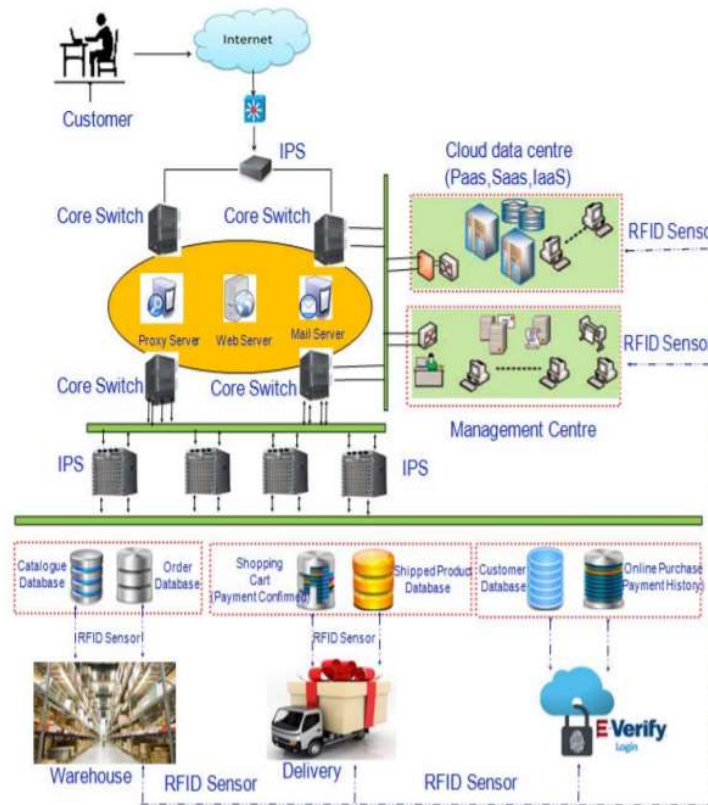 Internet
Customer
IPS
Cloud data centre
(Paas,Saas,IaaS)
Core Switch
Core Switch
RFID Sensor
Proxy Server
Web Server
Mail Server
RFID Sensor
Core Switch
Core Switch
Management Centre
IPS
IPS
Catalogue
Database
Order
Database
Shopping
Cart
(Payment Confirmed)
Shipped Product
Database
Customer
Database
Online Purchase
Payment History)
RFID Sensor
RFID Sensor
E-Verify
Login
Warehouse
RFID Sensor
Delivery
RFID Sensor